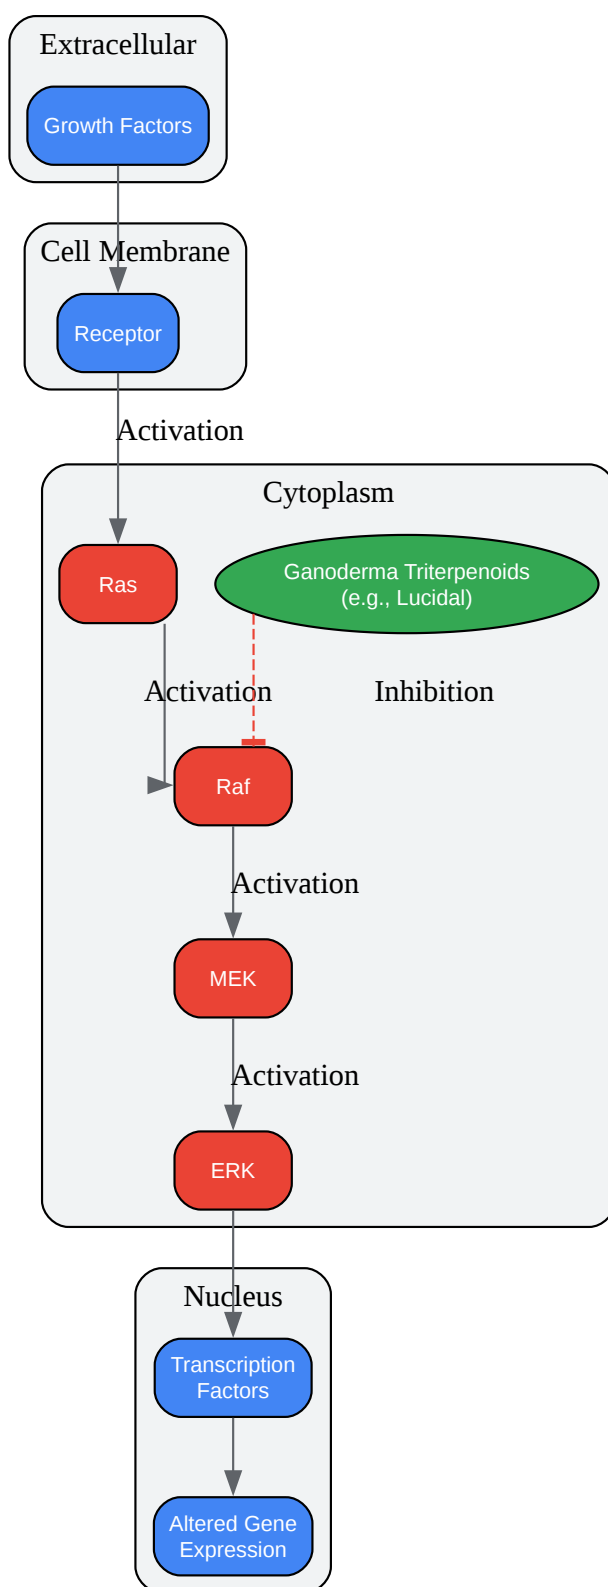 Extracellular
Growth Factors
Cell Membrane
Receptor
Activation
Cytoplasm
Ras
Ganoderma Triterpenoids
(e.g., Lucidal)
Activation
Inhibition
Raf
Activation
MEK
Activation
ERK
Nucleus
Transcription
Factors
Altered Gene
Expression